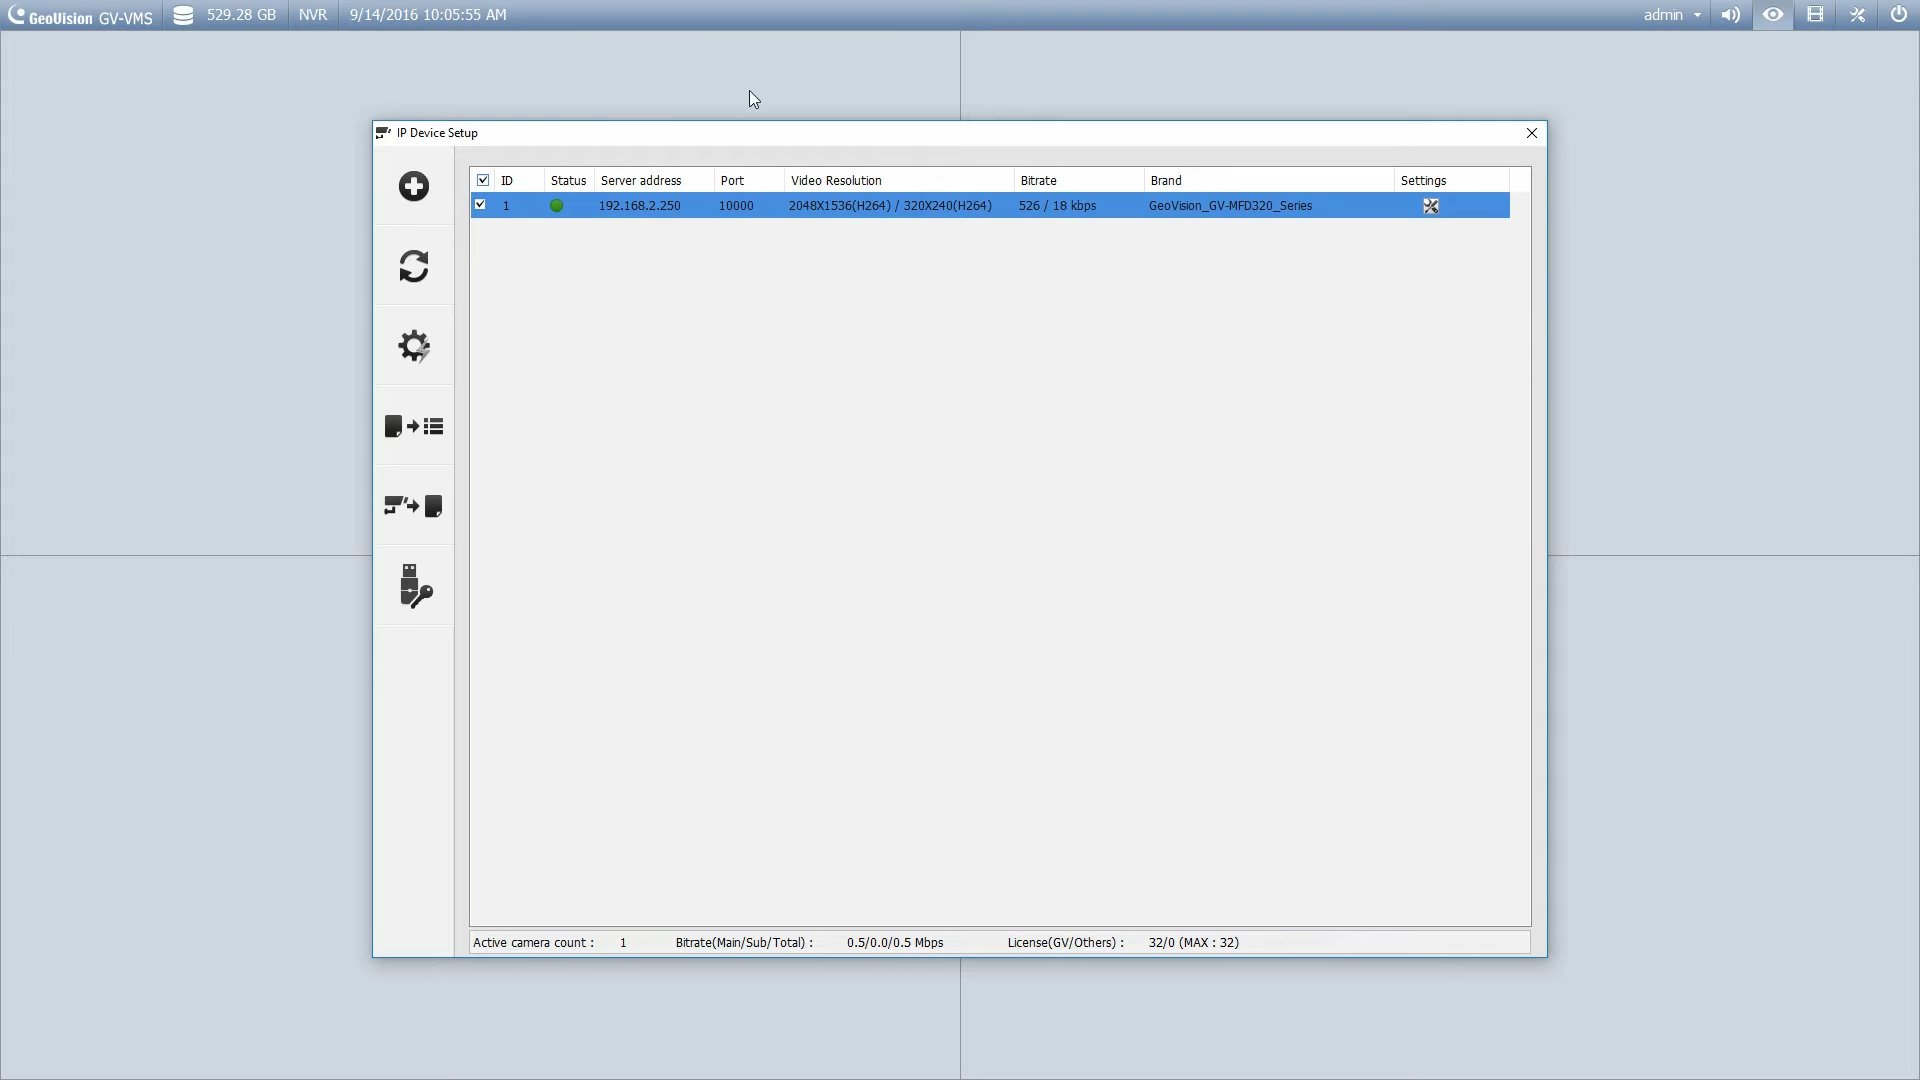 GeoVision GV-VMS 529.28 GB NVR 9/14/2016 10:05:55 AM admin
IP Device Setup
ID Status Server address Port Video Resolution Bitrate Brand Settings
1 192.168.2.250 10000 2048X1536(H264) / 320X240(H264) 526 / 18 kbps GeoVision_GV-MFD320_Series
Active camera count : 1 Bitrate(Main/Sub/Total) : 0.5/0.0/0.5 Mbps License(GV/Others) : 32/0 (MAX : 32)